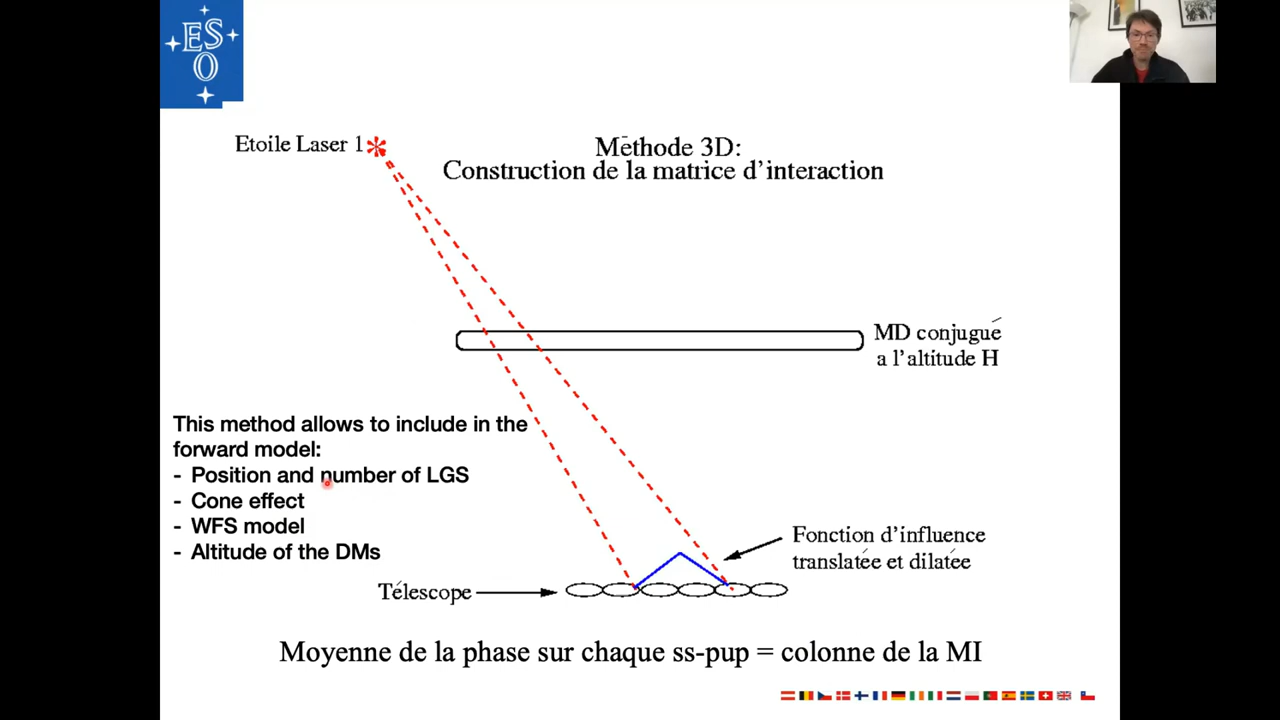 ES
O
Etoile Laser 1
Méthode 3D:
Construction de la matrice d'interaction
MD conjugué
a l'altitude H
This method allows to include in the
forward model:
- Position and number of LGS
- Cone effect
- WFS model
- Altitude of the DMs
Fonction d'influence
translatée et dilatée
Télescope
Moyenne de la phase sur chaque ss-pup = colonne de la MI